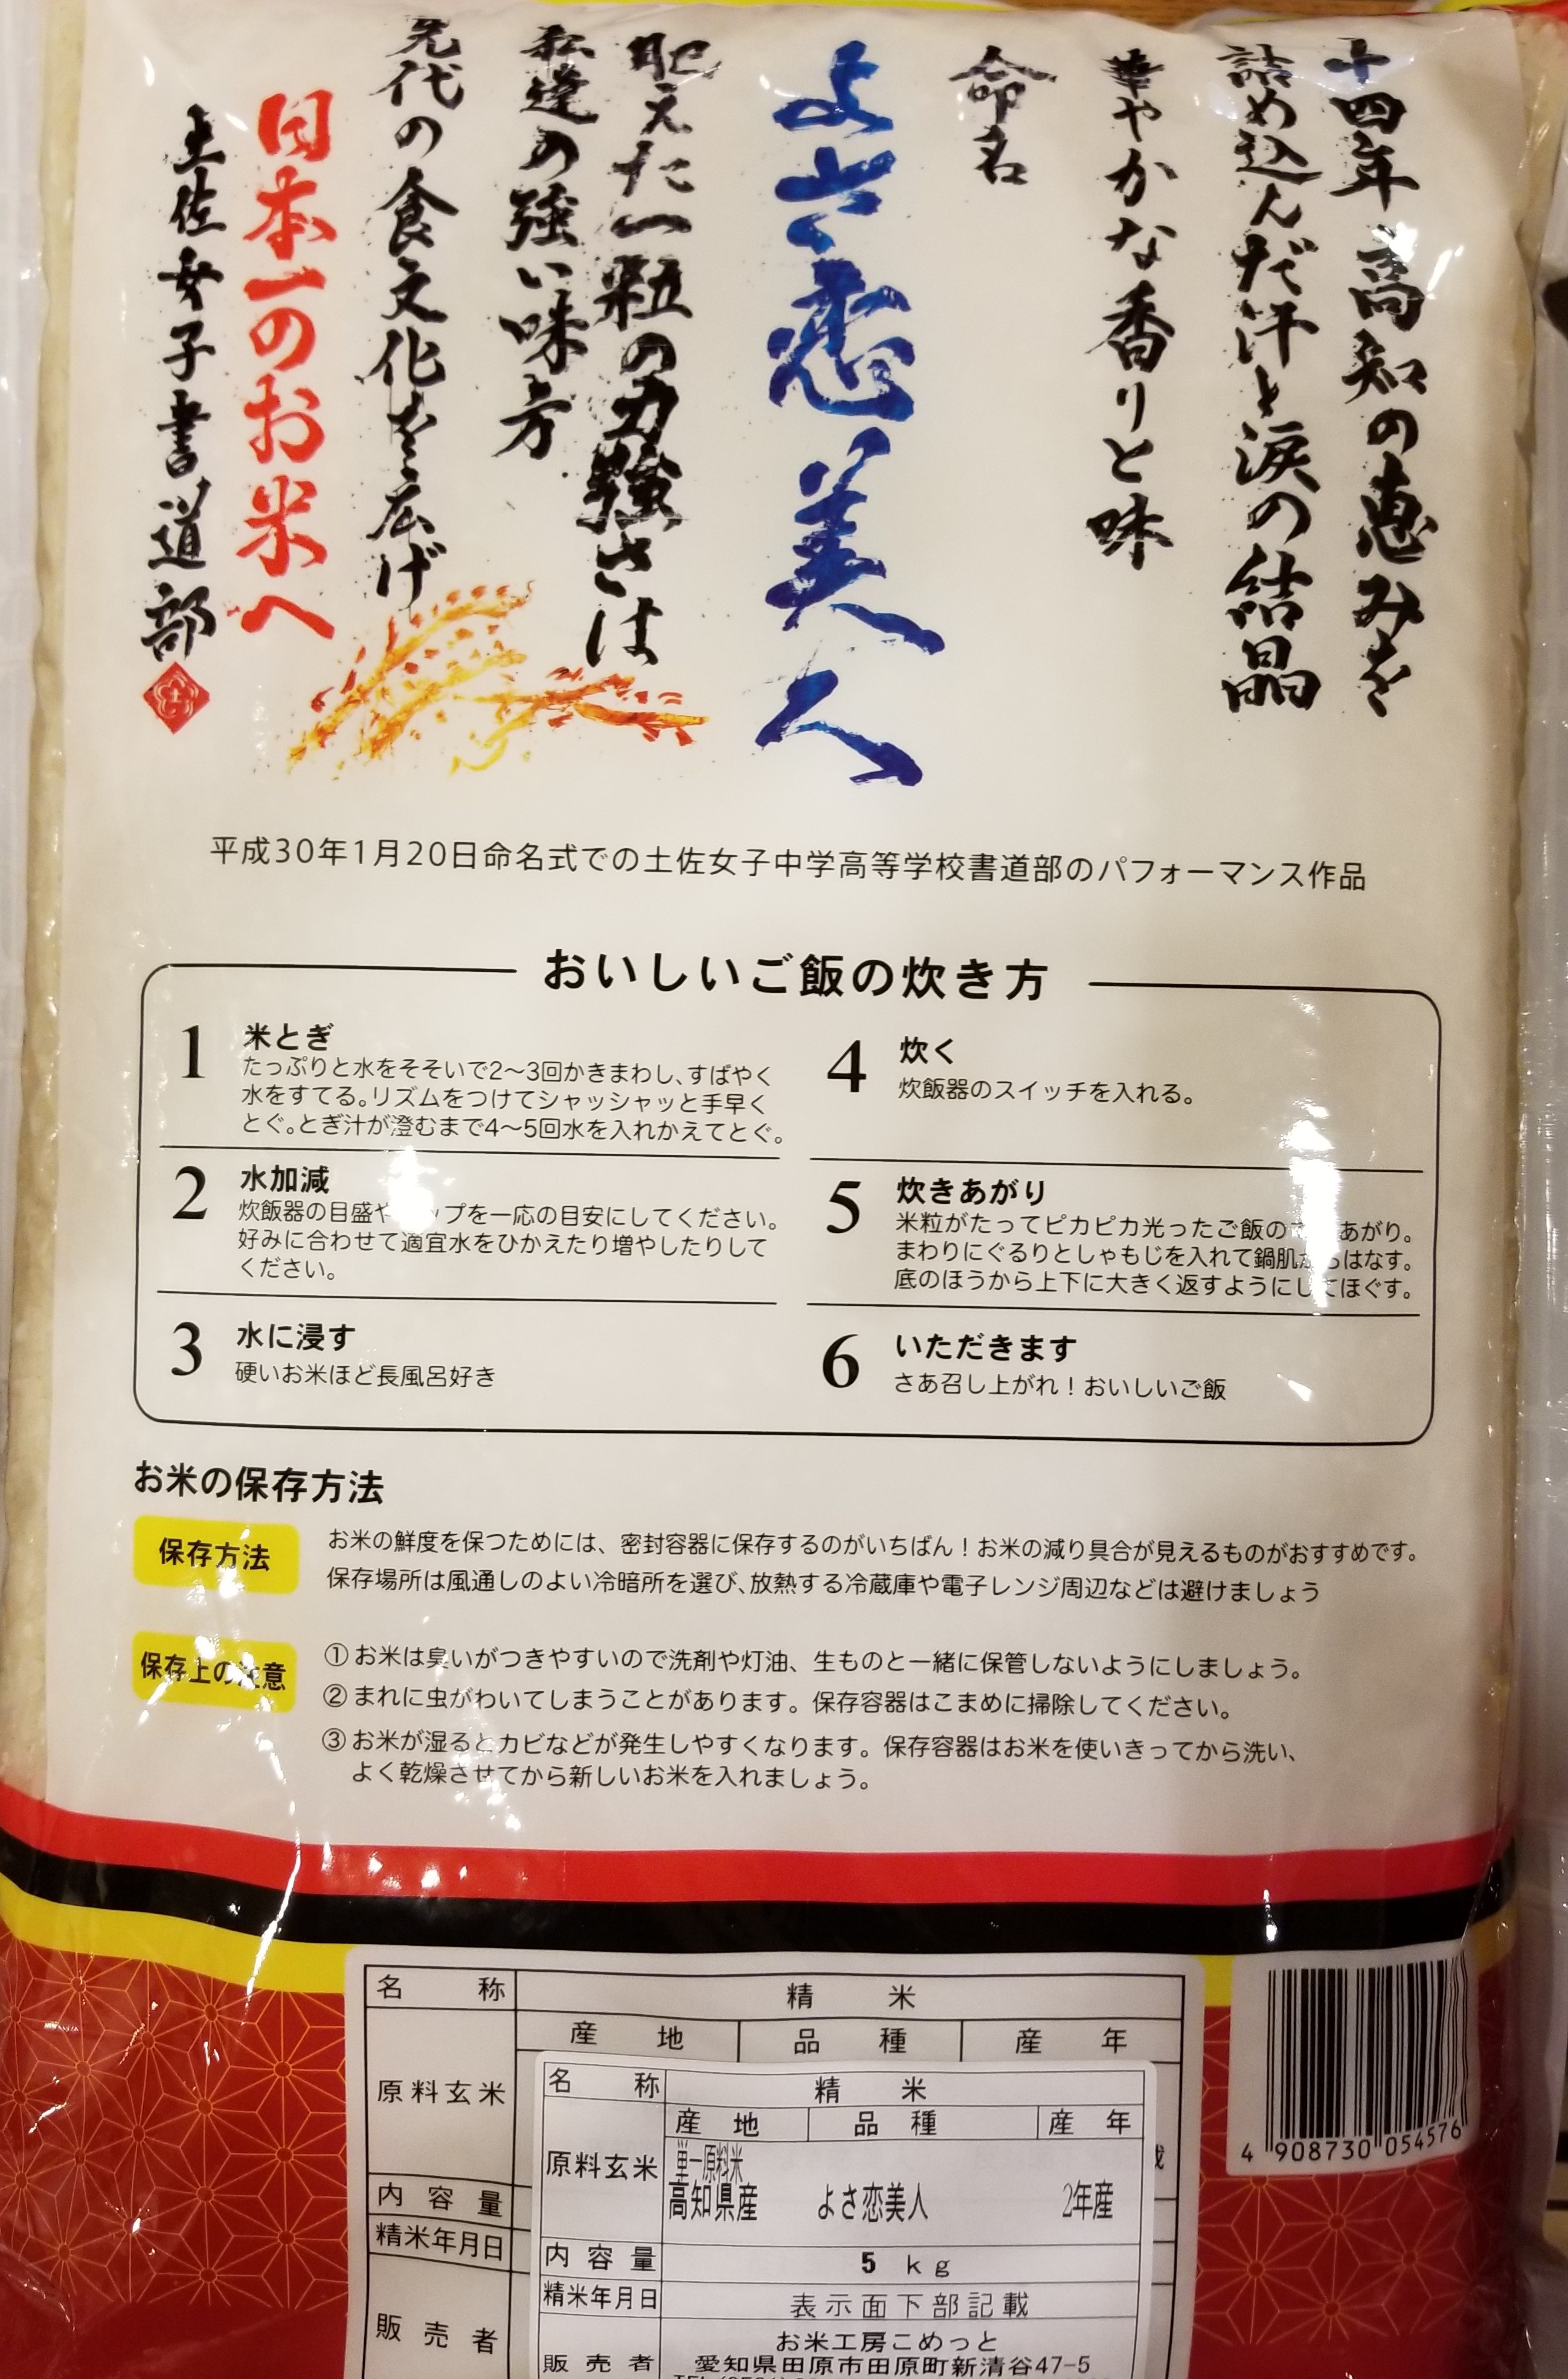 十四年高知の恵みを
詰め込んだ汗と涙の結晶
華やかな香りと味
命名
よさ恋美人
肥えた一粒の力強さは
私達の強い味方
先代の食文化を広げ
日本一のお米へ
土佐女子書道部
平成30年1月20日命名式での土佐女子中学高等学校書道部のパフォーマンス作品
おいしいご飯の炊き方
1 米とぎ
たっぷりと水をそそいで2〜3回かきまわし、すばやく
水をすてる。リズムをつけてシャッシャッと手早く
とぐ。とぎ汁が澄むまで4〜5回水を入れかえてとぐ。
2 水加減
炊飯器の目盛や ップを一応の目安にしてください。
好みに合わせて適宜水をひかえたり増やしたりして
ください。
3 水に浸す
硬いお米ほど長風呂好き
4 炊く
炊飯器のスイッチを入れる。
5 炊きあがり
米粒がたってピカピカ光ったご飯の あがり。
まわりにぐるりとしゃもじを入れて鍋肌からはなす。
底のほうから上下に大きく返すようにしてほぐす。
6 いただきます
さあ召し上がれ！おいしいご飯
お米の保存方法
保存方法
お米の鮮度を保つためには、密封容器に保存するのがいちばん！お米の減り具合が見えるものがおすすめです。
保存場所は風通しのよい冷暗所を選び、放熱する冷蔵庫や電子レンジ周辺などは避けましょう
保存上の注意
①お米は臭いがつきやすいので洗剤や灯油、生ものと一緒に保管しないようにしましょう。
②まれに虫がわいてしまうことがあります。保存容器はこまめに掃除してください。
③お米が湿るとカビなどが発生しやすくなります。保存容器はお米を使いきってから洗い、
よく乾燥させてから新しいお米を入れましょう。
名称 精米
産地 品種 産年
原料玄米
内容量
精米年月日
販売者
名称 精米
産地 品種 産年
原料玄米
単一原料米
高知県産 よさ恋美人 2年産
内容量 5 kg
精米年月日 表示面下部記載
販売者 お米工房こめっと
愛知県田原市田原町新清谷47-5
4 908730 054576